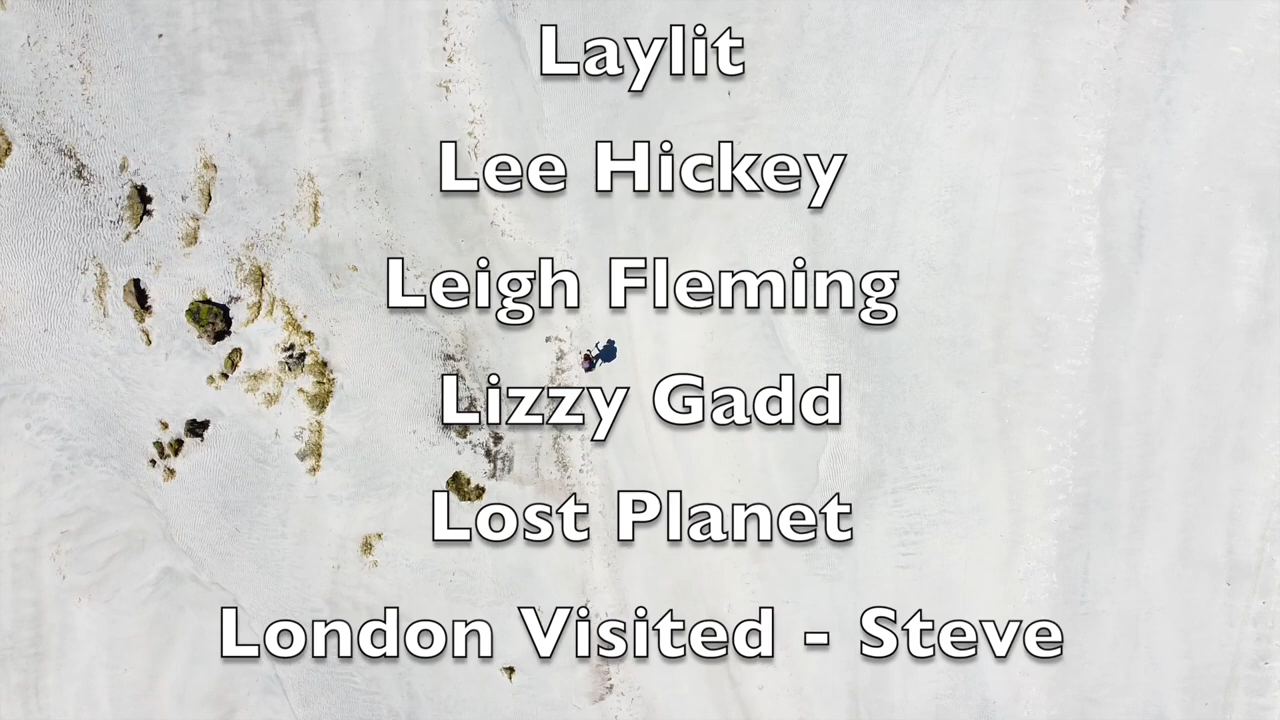 Laylit
Lee Hickey
Leigh Fleming
Lizzy Gadd
Lost Planet
London Visited - Steve